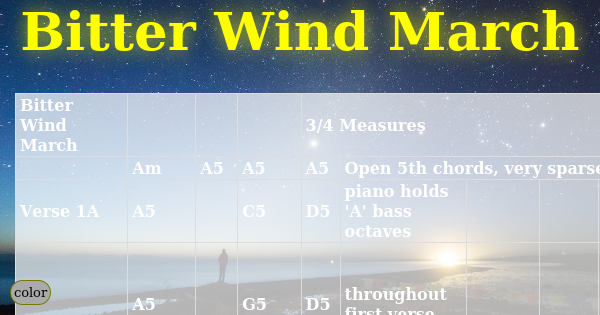 Bitter Wind March
Bitter
Wind
March
3/4 Measures
Am A5 A5 A5 Open 5th chords, very sparse
piano holds
Verse 1A A5 C5 D5 'A' bass
octaves
color
A5 G5 D5 throughout
first verse